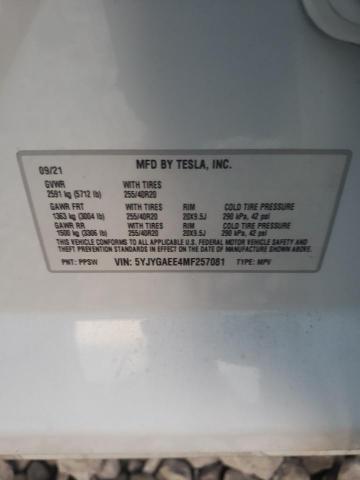 09/21 MFD BY TESLA, INC.
GVWR WITH TIRES
2591 kg (5712 lb) 255/40R20
GAWR FRT WITH TIRES RIM COLD TIRE PRESSURE
1363 kg (3004 lb) 255/40R20 20X9.5J 290 kPa, 42 psi
GAWR RR WITH TIRES RIM COLD TIRE PRESSURE
1500 kg (3306 lb) 255/40R20 20X9.5J 290 kPa, 42 psi
THIS VEHICLE CONFORMS TO ALL APPLICABLE U.S. FEDERAL MOTOR VEHICLE SAFETY AND
THEFT PREVENTION STANDARDS IN EFFECT ON THE DATE OF MANUFACTURE SHOWN ABOVE.
PNT: PPSW VIN: 5YJYGAEE4MF257081 TYPE: MPV